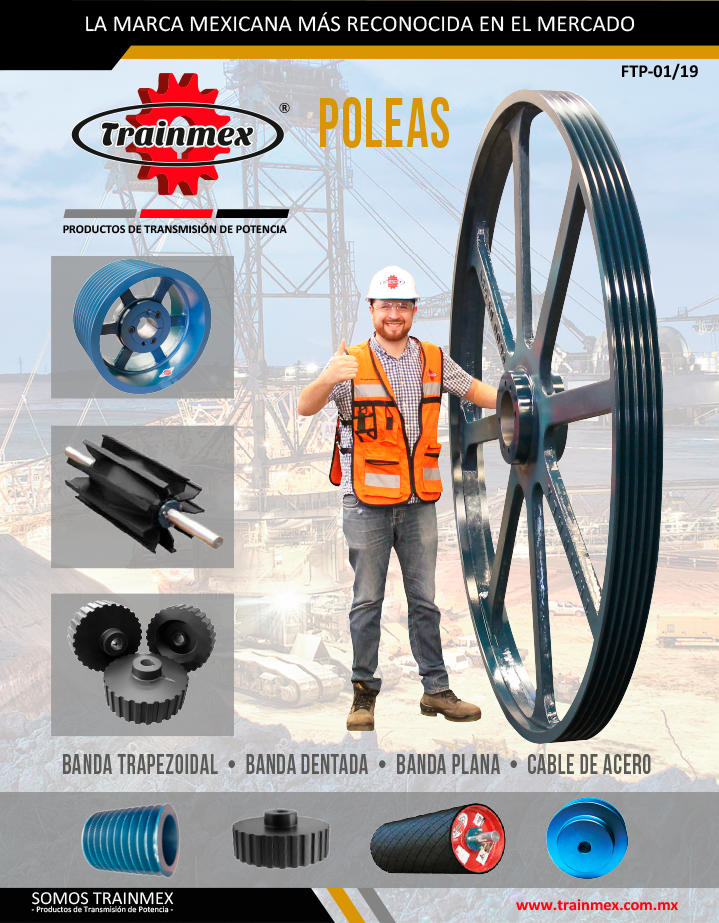 LA MARCA MEXICANA MÁS RECONOCIDA EN EL MERCADO
FTP-01/19
Trainmex ®
POLEAS
PRODUCTOS DE TRANSMISIÓN DE POTENCIA
Trainmex
BANDA TRAPEZOIDAL • BANDA DENTADA • BANDA PLANA • CABLE DE ACERO
SOMOS TRAINMEX
- Productos de Transmisión de Potencia -
www.trainmex.com.mx